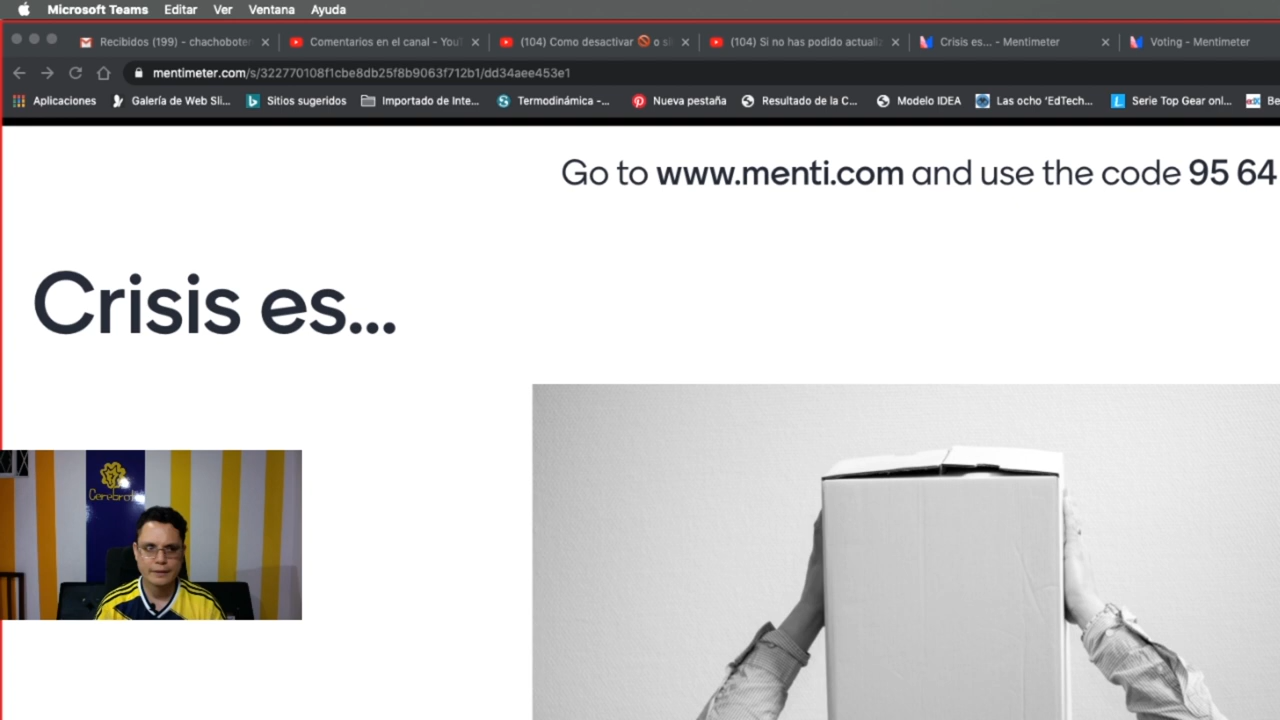 Microsoft Teams Editar Ver Ventana Ayuda
Recibidos (199) - chachoboter Comentarios en el canal - You (104) Como desactivar 🚫 o si (104) Si no has podido actualiz Crisis es... - Mentimeter Voting - Mentimeter
mentimeter.com/s/322770108f1cbe8db25f8b9063f712b1/dd34aee453e1
Aplicaciones Galería de Web Sli... Sitios sugeridos Importado de Inte... Termodinámica -... Nueva pestaña Resultado de la C... Modelo IDEA Las ocho 'EdTech... Serie Top Gear onl... Be
Go to www.menti.com and use the code 95 64
Crisis es...